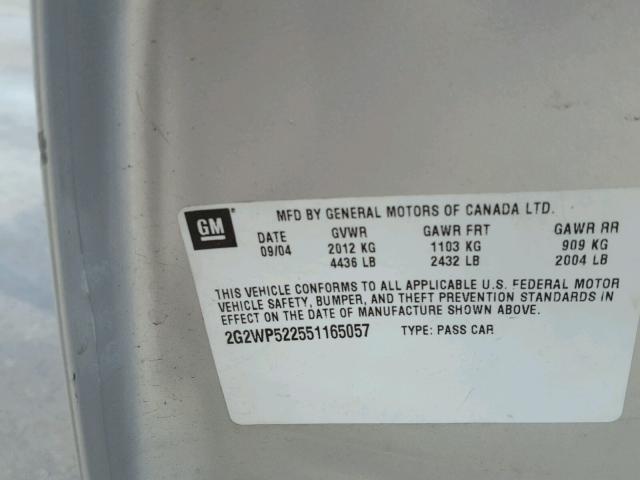 GM
MFD BY GENERAL MOTORS OF CANADA LTD.
DATE GVWR GAWR FRT GAWR RR
09/04 2012 KG 1103 KG 909 KG
4436 LB 2432 LB 2004 LB
THIS VEHICLE CONFORMS TO ALL APPLICABLE U.S. FEDERAL MOTOR
VEHICLE SAFETY, BUMPER, AND THEFT PREVENTION STANDARDS IN
EFFECT ON THE DATE OF MANUFACTURE SHOWN ABOVE.
2G2WP522551165057 TYPE: PASS CAR